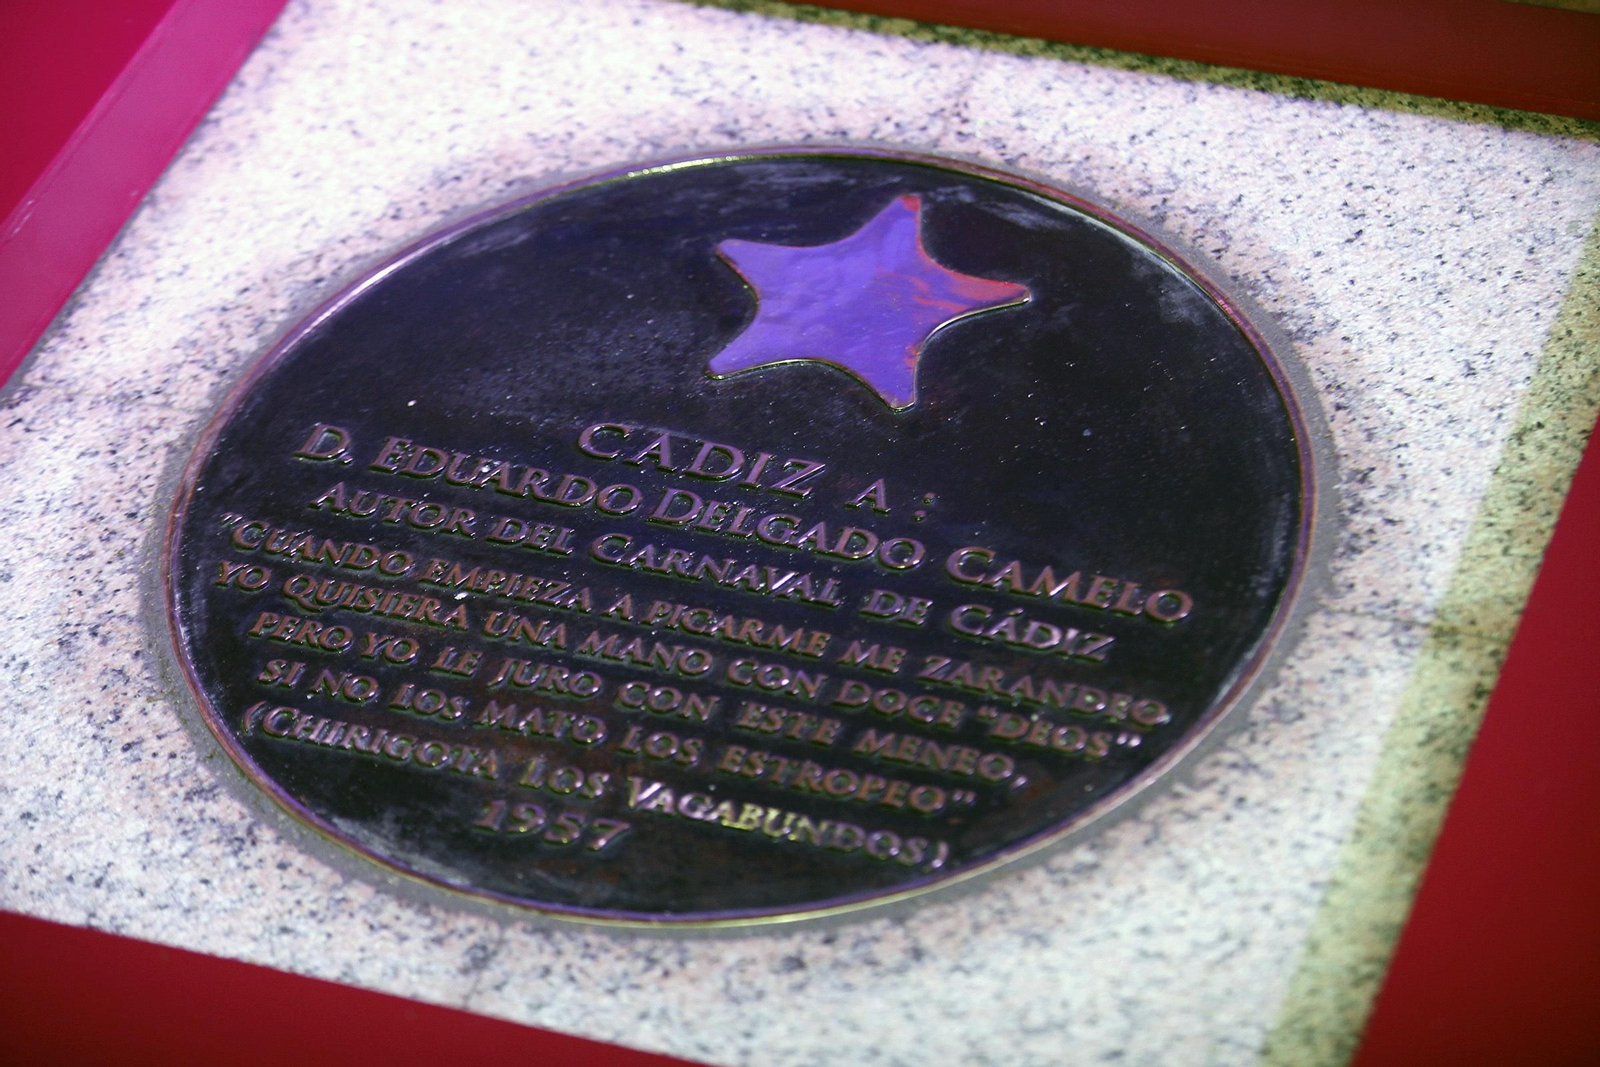 CÁDIZ A :
D. EDUARDO DELGADO CAMELO
AUTOR DEL CARNAVAL DE CÁDIZ
"CUANDO EMPIEZA A PICARME ME ZARANDEO,
YO QUISIERA UNA MANO CON DOCE "DEOS"
PERO YO LE JURO CON ESTE MENEO,
SI NO LOS MATO LOS ESTROPEO"
(CHIRIGOTA LOS VAGABUNDOS)
1957